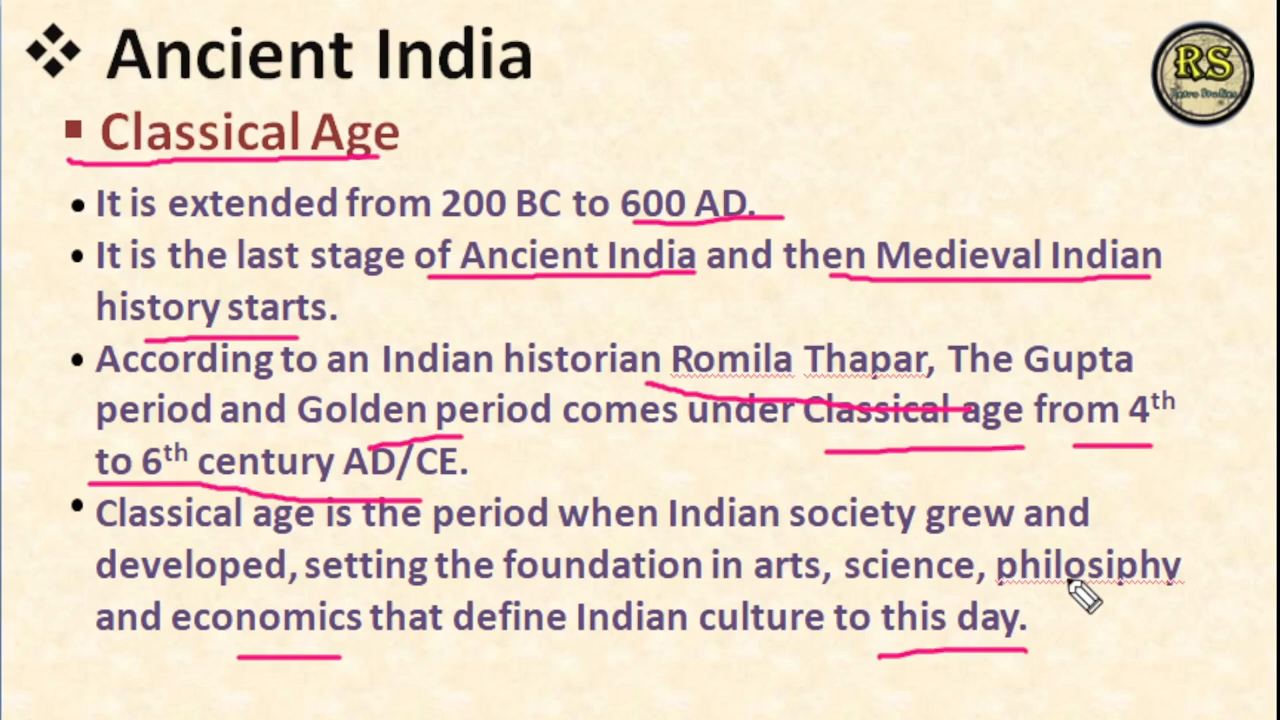 ❖ Ancient India
RS
Retro Studies
▪ Classical Age
• It is extended from 200 BC to 600 AD.
• It is the last stage of Ancient India and then Medieval Indian
history starts.
• According to an Indian historian Romila Thapar, The Gupta
period and Golden period comes under Classical age from 4th
to 6th century AD/CE.
• Classical age is the period when Indian society grew and
developed, setting the foundation in arts, science, philosiphy
and economics that define Indian culture to this day.